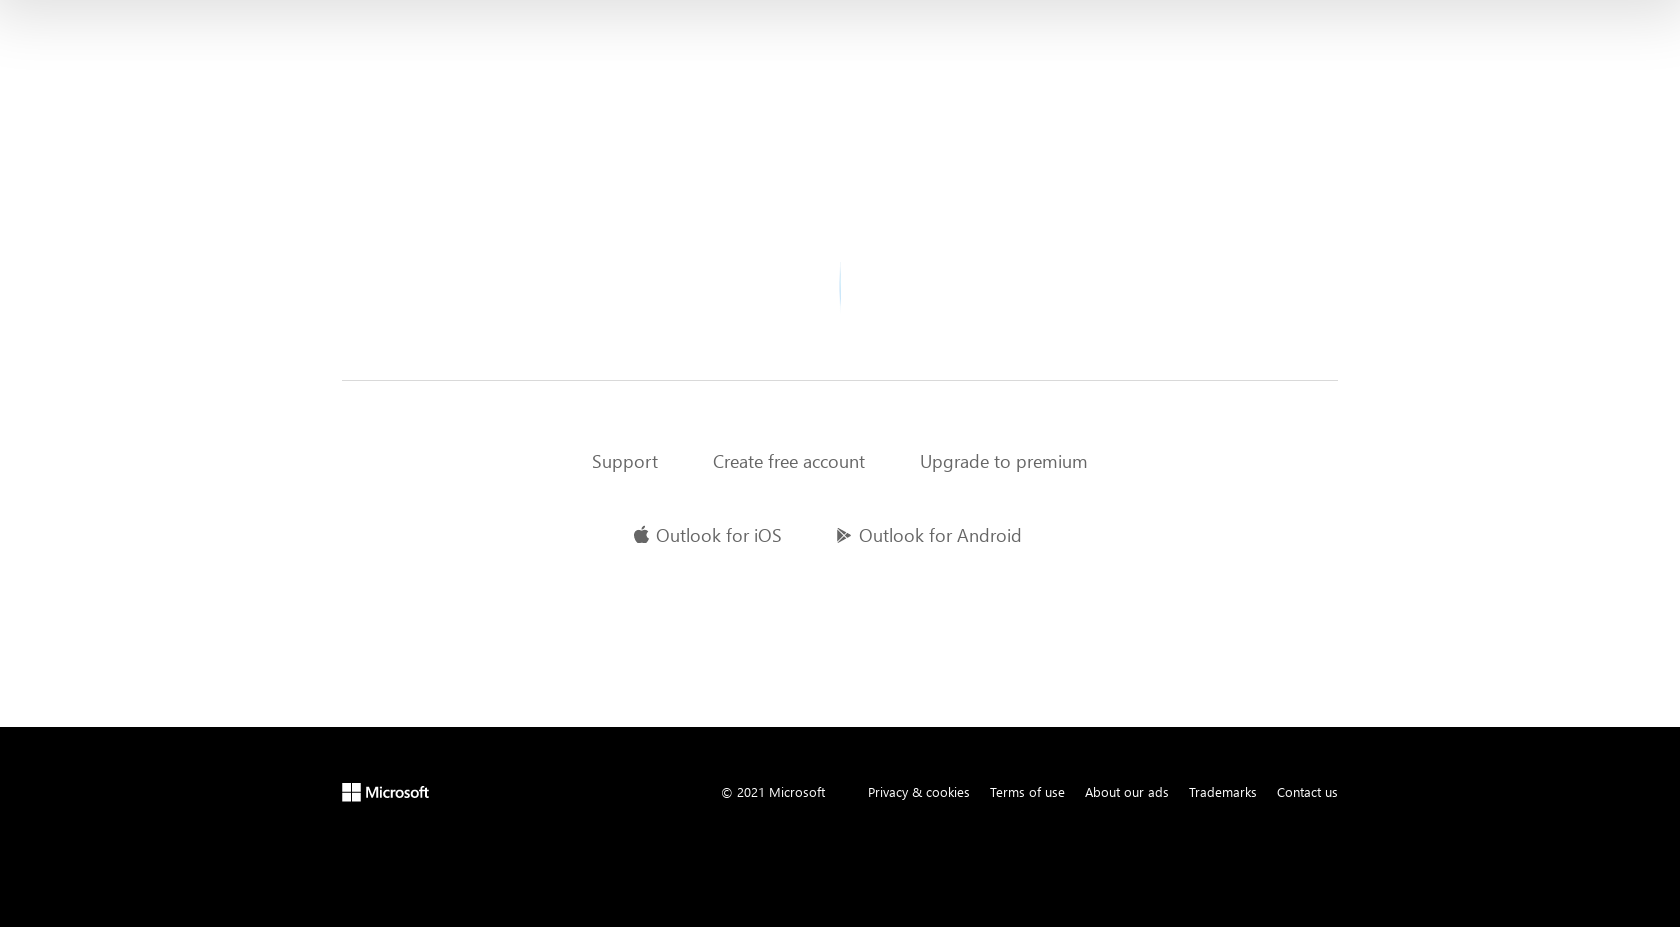 Support Create free account Upgrade to premium
Outlook for iOS Outlook for Android
Microsoft © 2021 Microsoft Privacy & cookies Terms of use About our ads Trademarks Contact us